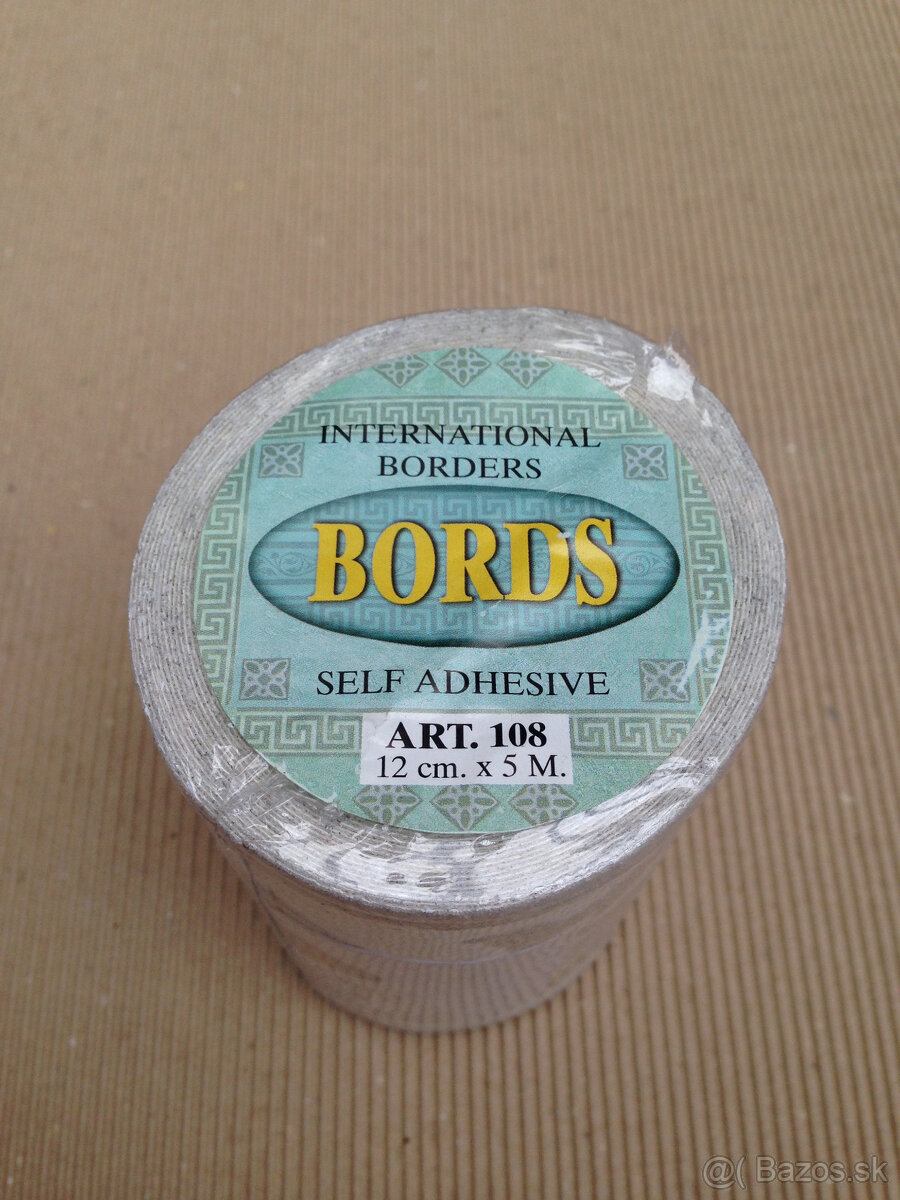 INTERNATIONAL
BORDERS
BORDS
SELF ADHESIVE
ART. 108
12 cm. x 5 M.
@( Bazos.sk